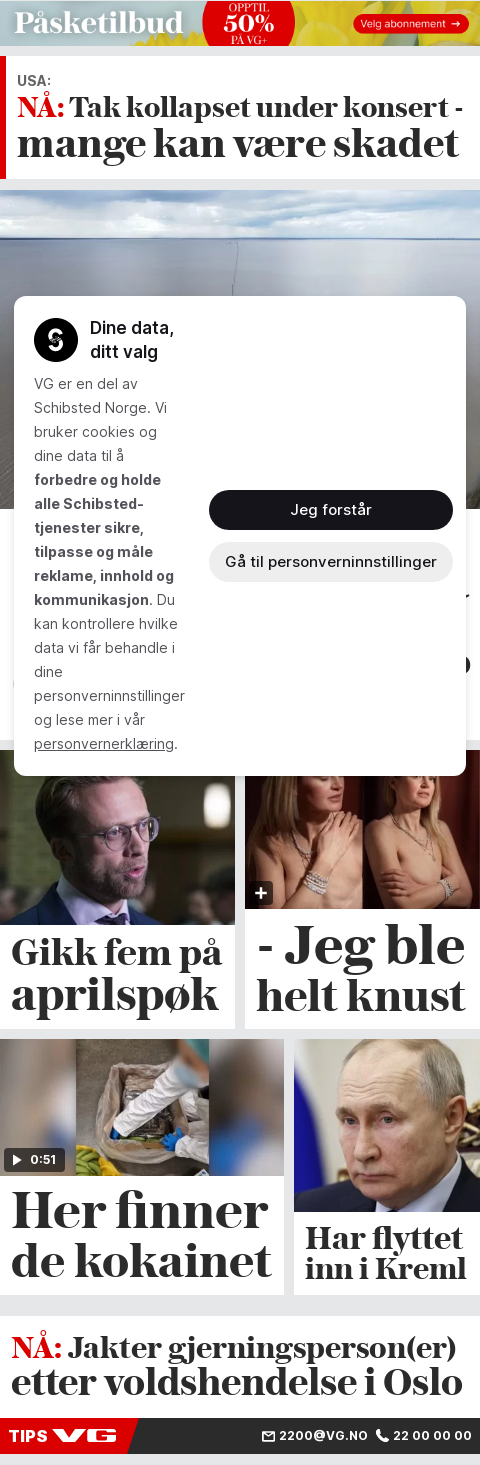 Påsketilbud
OPPTIL
50%
PÅ VG+
Velg abonnement →
USA:
NÅ: Tak kollapset under konsert -
mange kan være skadet
Dine data,
ditt valg
VG er en del av
Schibsted Norge. Vi
bruker cookies og
dine data til å
forbedre og holde
alle Schibsted-
tjenester sikre,
tilpasse og måle
reklame, innhold og
kommunikasjon. Du
kan kontrollere hvilke
data vi får behandle i
dine
personverninnstillinger
og lese mer i vår
personvernerklæring.
Jeg forstår
Gå til personverninnstillinger
Gikk fem på
aprilspøk
- Jeg ble
helt knust
0:51
Her finner
de kokainet
Har flyttet
inn i Kreml
NÅ: Jakter gjerningsperson(er)
etter voldshendelse i Oslo
TIPS VG
2200@VG.NO 22 00 00 00